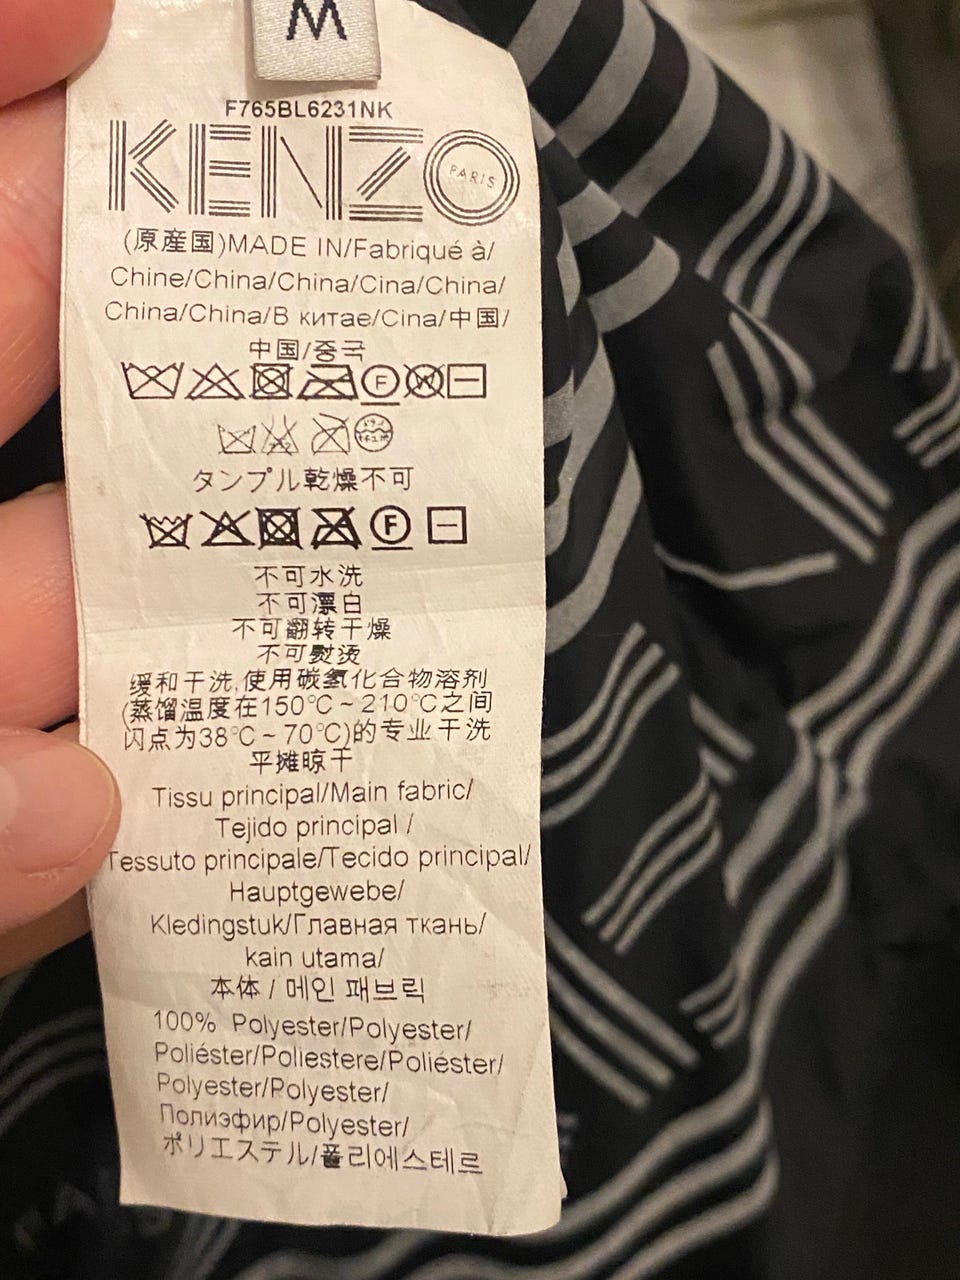 M
F765BL6231NK
KENZO
PARIS
(原産国)MADE IN/Fabriqué à/
Chine/China/China/Cina/China/
China/China/В китае/Cina/中国/
中国/중국
F W
タンブル乾燥不可
F
不可水洗
不可漂白
不可翻转干燥
不可熨烫
缓和干洗,使用碳氢化合物溶剂
(蒸馏温度在150℃~210℃之间
闪点为38℃~70℃)的专业干洗
平摊晾干
Tissu principal/Main fabric/
Tejido principal /
Tessuto principale/Tecido principal/
Hauptgewebe/
Kledingstuk/Главная ткань/
kain utama/
本体 / 메인 패브릭
100% Polyester/Polyester/
Poliéster/Poliestere/Poliéster/
Polyester/Polyester/
Полиэфир/Polyester/
ポリエステル/폴리에스테르